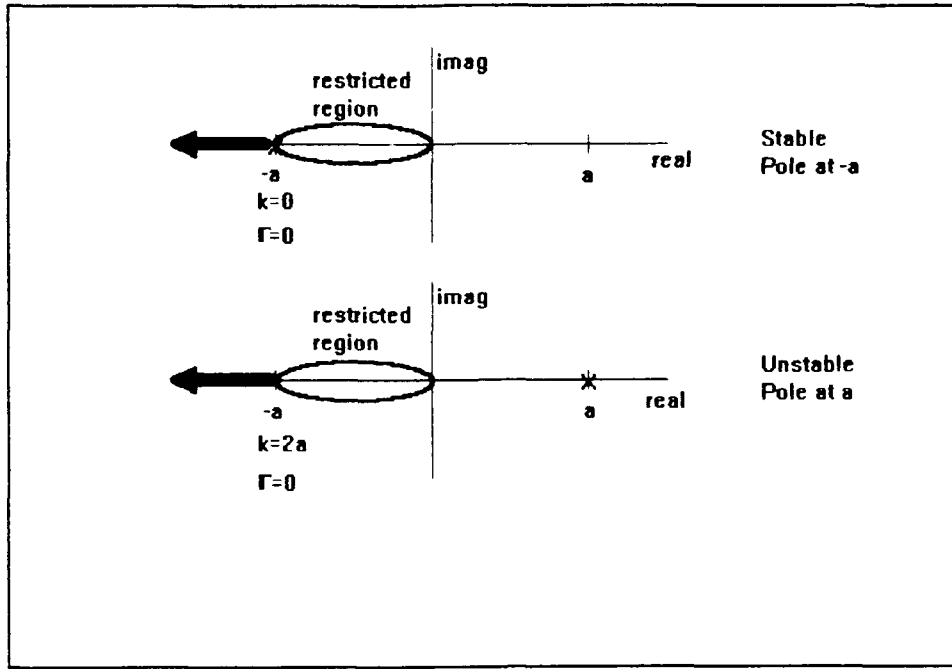 imag
restricted
region
-a
k=0
Γ=0
a
real
Stable
Pole at -a
imag
restricted
region
-a
k=2a
Γ=0
a
real
Unstable
Pole at a